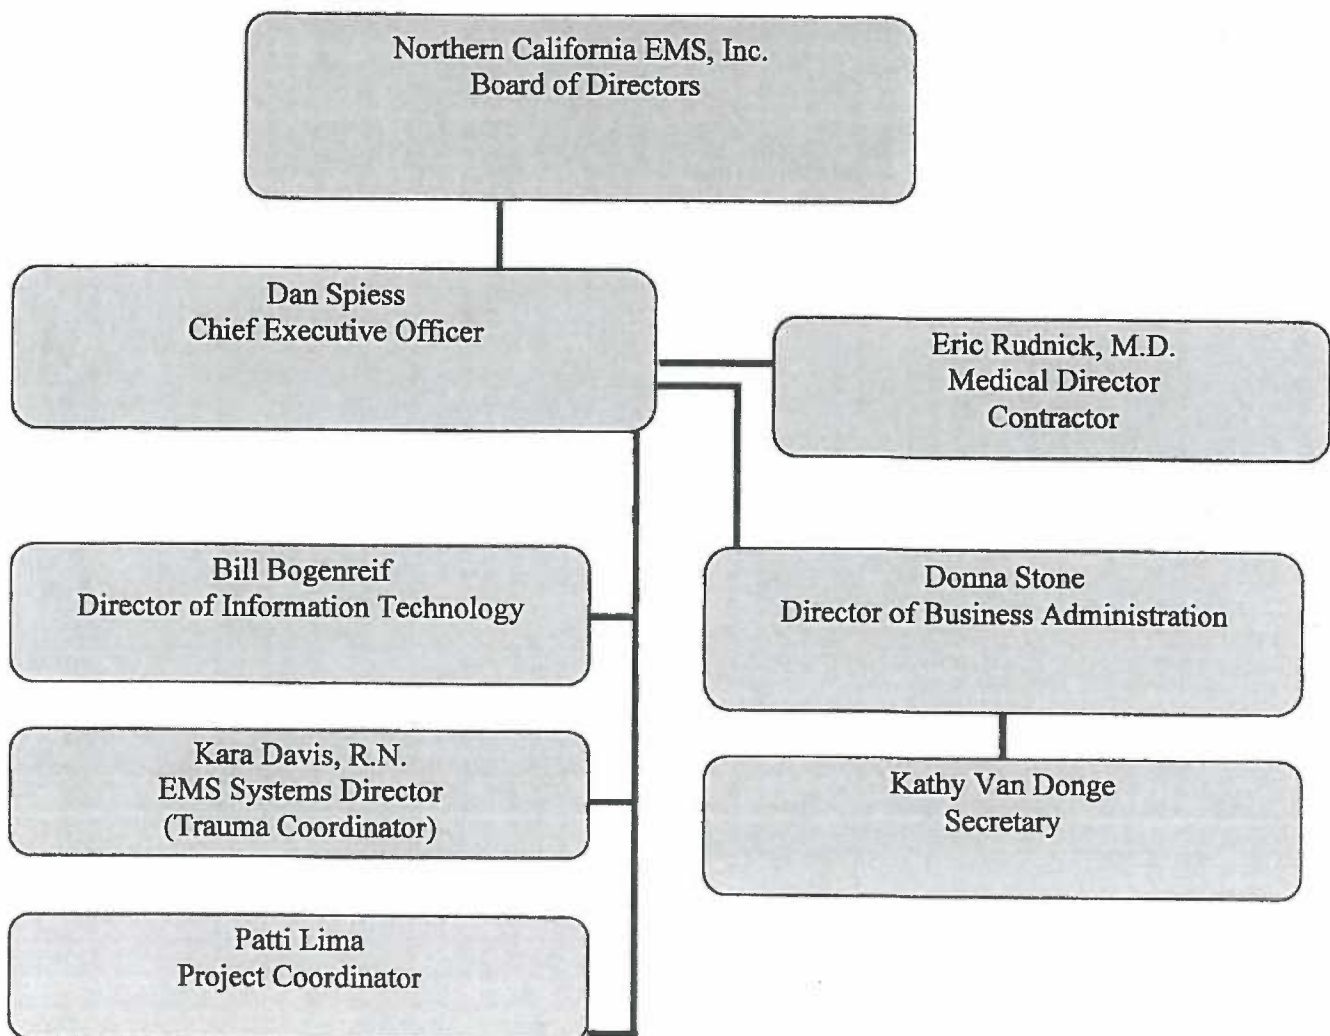 Northern California EMS, Inc.
Board of Directors
Dan Spiess
Chief Executive Officer
Eric Rudnick, M.D.
Medical Director
Contractor
Bill Bogenreif
Director of Information Technology
Donna Stone
Director of Business Administration
Kara Davis, R.N.
EMS Systems Director
(Trauma Coordinator)
Kathy Van Donge
Secretary
Patti Lima
Project Coordinator